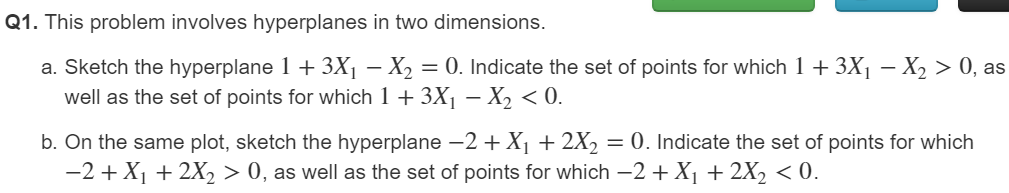 Q1. This problem involves hyperplanes in two dimensions.
a. Sketch the hyperplane 1 + 3X₁ − X₂ = 0. Indicate the set of points for which 1 + 3X₁ − X₂ > 0, as
well as the set of points for which 1 + 3X₁ − X₂ < 0.
b. On the same plot, sketch the hyperplane −2 + X₁ + 2X₂ = 0. Indicate the set of points for which
−2 + X₁ + 2X₂ > 0, as well as the set of points for which −2 + X₁ + 2X₂ < 0.